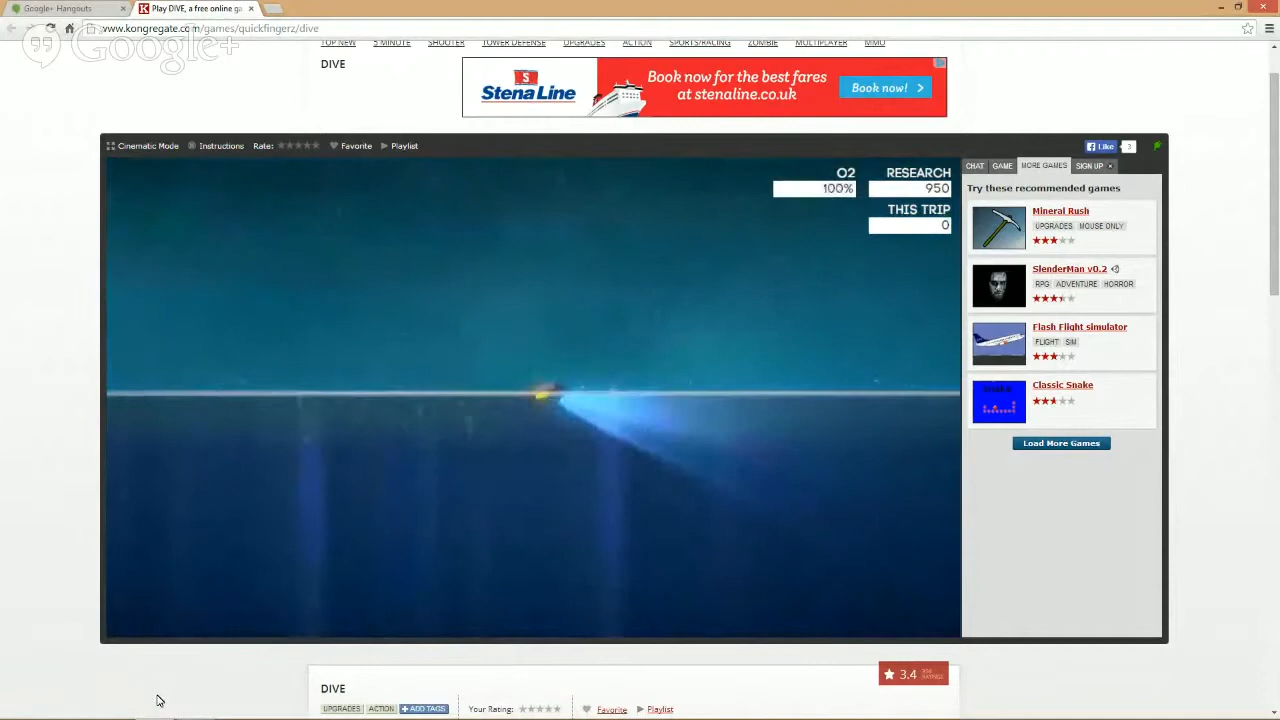 Google+ Hangouts
Play DIVE, a free online ga
www.kongregate.com/games/quickfingerz/dive
Google+
TOP NEW 5 MINUTE SHOOTER TOWER DEFENSE UPGRADES ACTION SPORTS/RACING ZOMBIE MULTIPLAYER MMO
DIVE
S
Stena Line
Book now for the best fares
at stenaline.co.uk
Book now!
Cinematic Mode Instructions Rate: Favorite Playlist
Like 3
O2 RESEARCH
100% 950
THIS TRIP
0
CHAT GAME MORE GAMES SIGN UP
Try these recommended games
Mineral Rush
UPGRADES MOUSE ONLY
SlenderMan v0.2
RPG ADVENTURE HORROR
Flash Flight simulator
FLIGHT SIM
Classic Snake
Load More Games
DIVE
3.4
RATINGS
UPGRADES ACTION +ADD TAGS Your Rating: Favorite Playlist